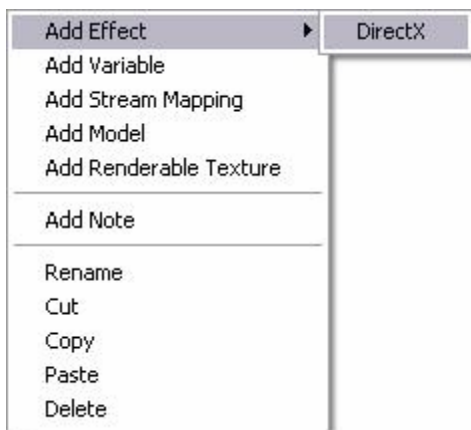 Add Effect
DirectX
Add Variable
Add Stream Mapping
Add Model
Add Renderable Texture
Add Note
Rename
Cut
Copy
Paste
Delete